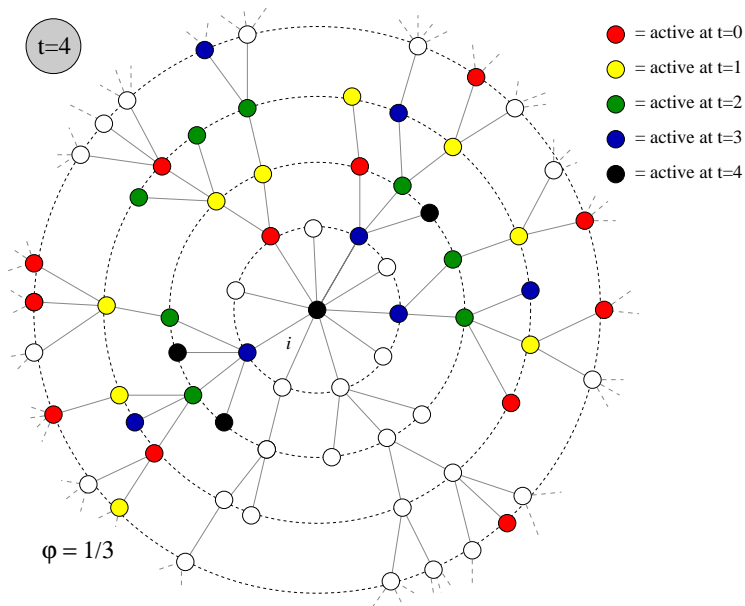 t=4
= active at t=0
= active at t=1
= active at t=2
= active at t=3
= active at t=4
i
φ = 1/3